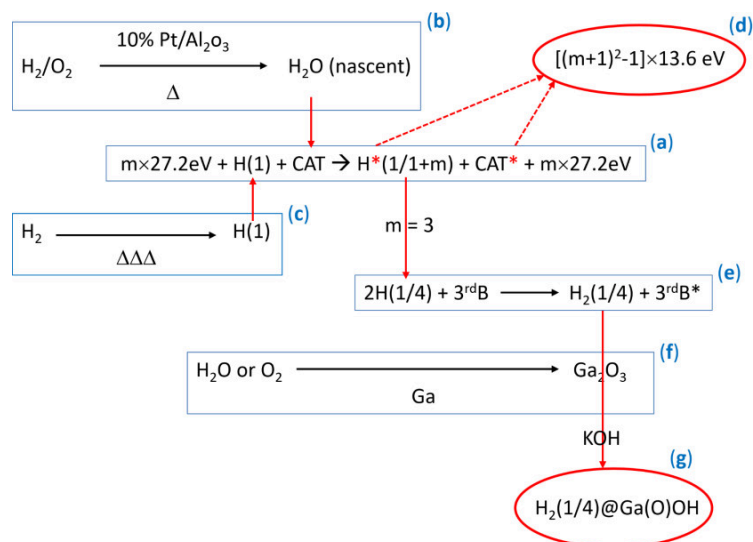 (b)
10% Pt/Al₂o₃
H₂/O₂ H₂O (nascent)
Δ
(d)
[(m+1)²-1]×13.6 eV
(a)
m×27.2eV + H(1) + CAT → H*(1/1+m) + CAT* + m×27.2eV
(c)
H₂ H(1)
ΔΔΔ
m = 3
(e)
2H(1/4) + 3ʳᵈB H₂(1/4) + 3ʳᵈB*
(f)
H₂O or O₂ Ga₂O₃
Ga
KOH
(g)
H₂(1/4)@Ga(O)OH